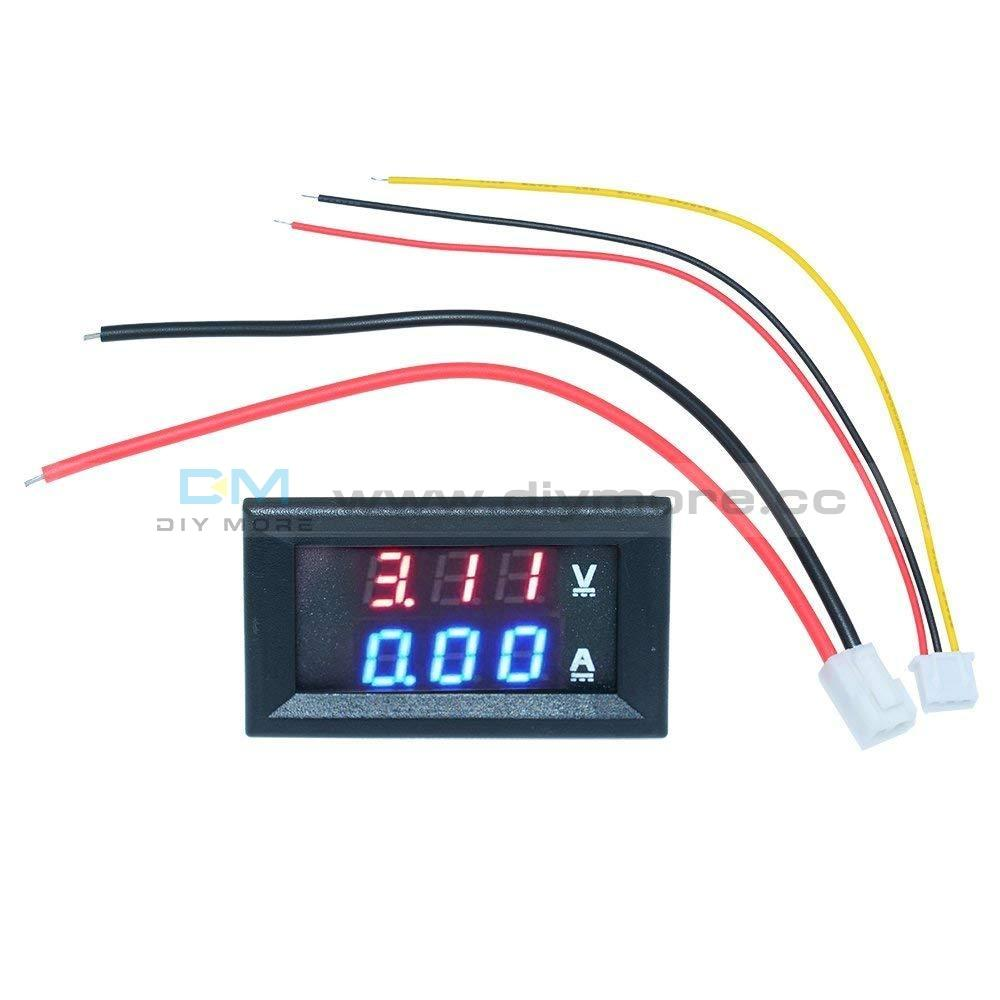 DM
DIY MORE
www.diymore.cc
3.11 V
0.00 A